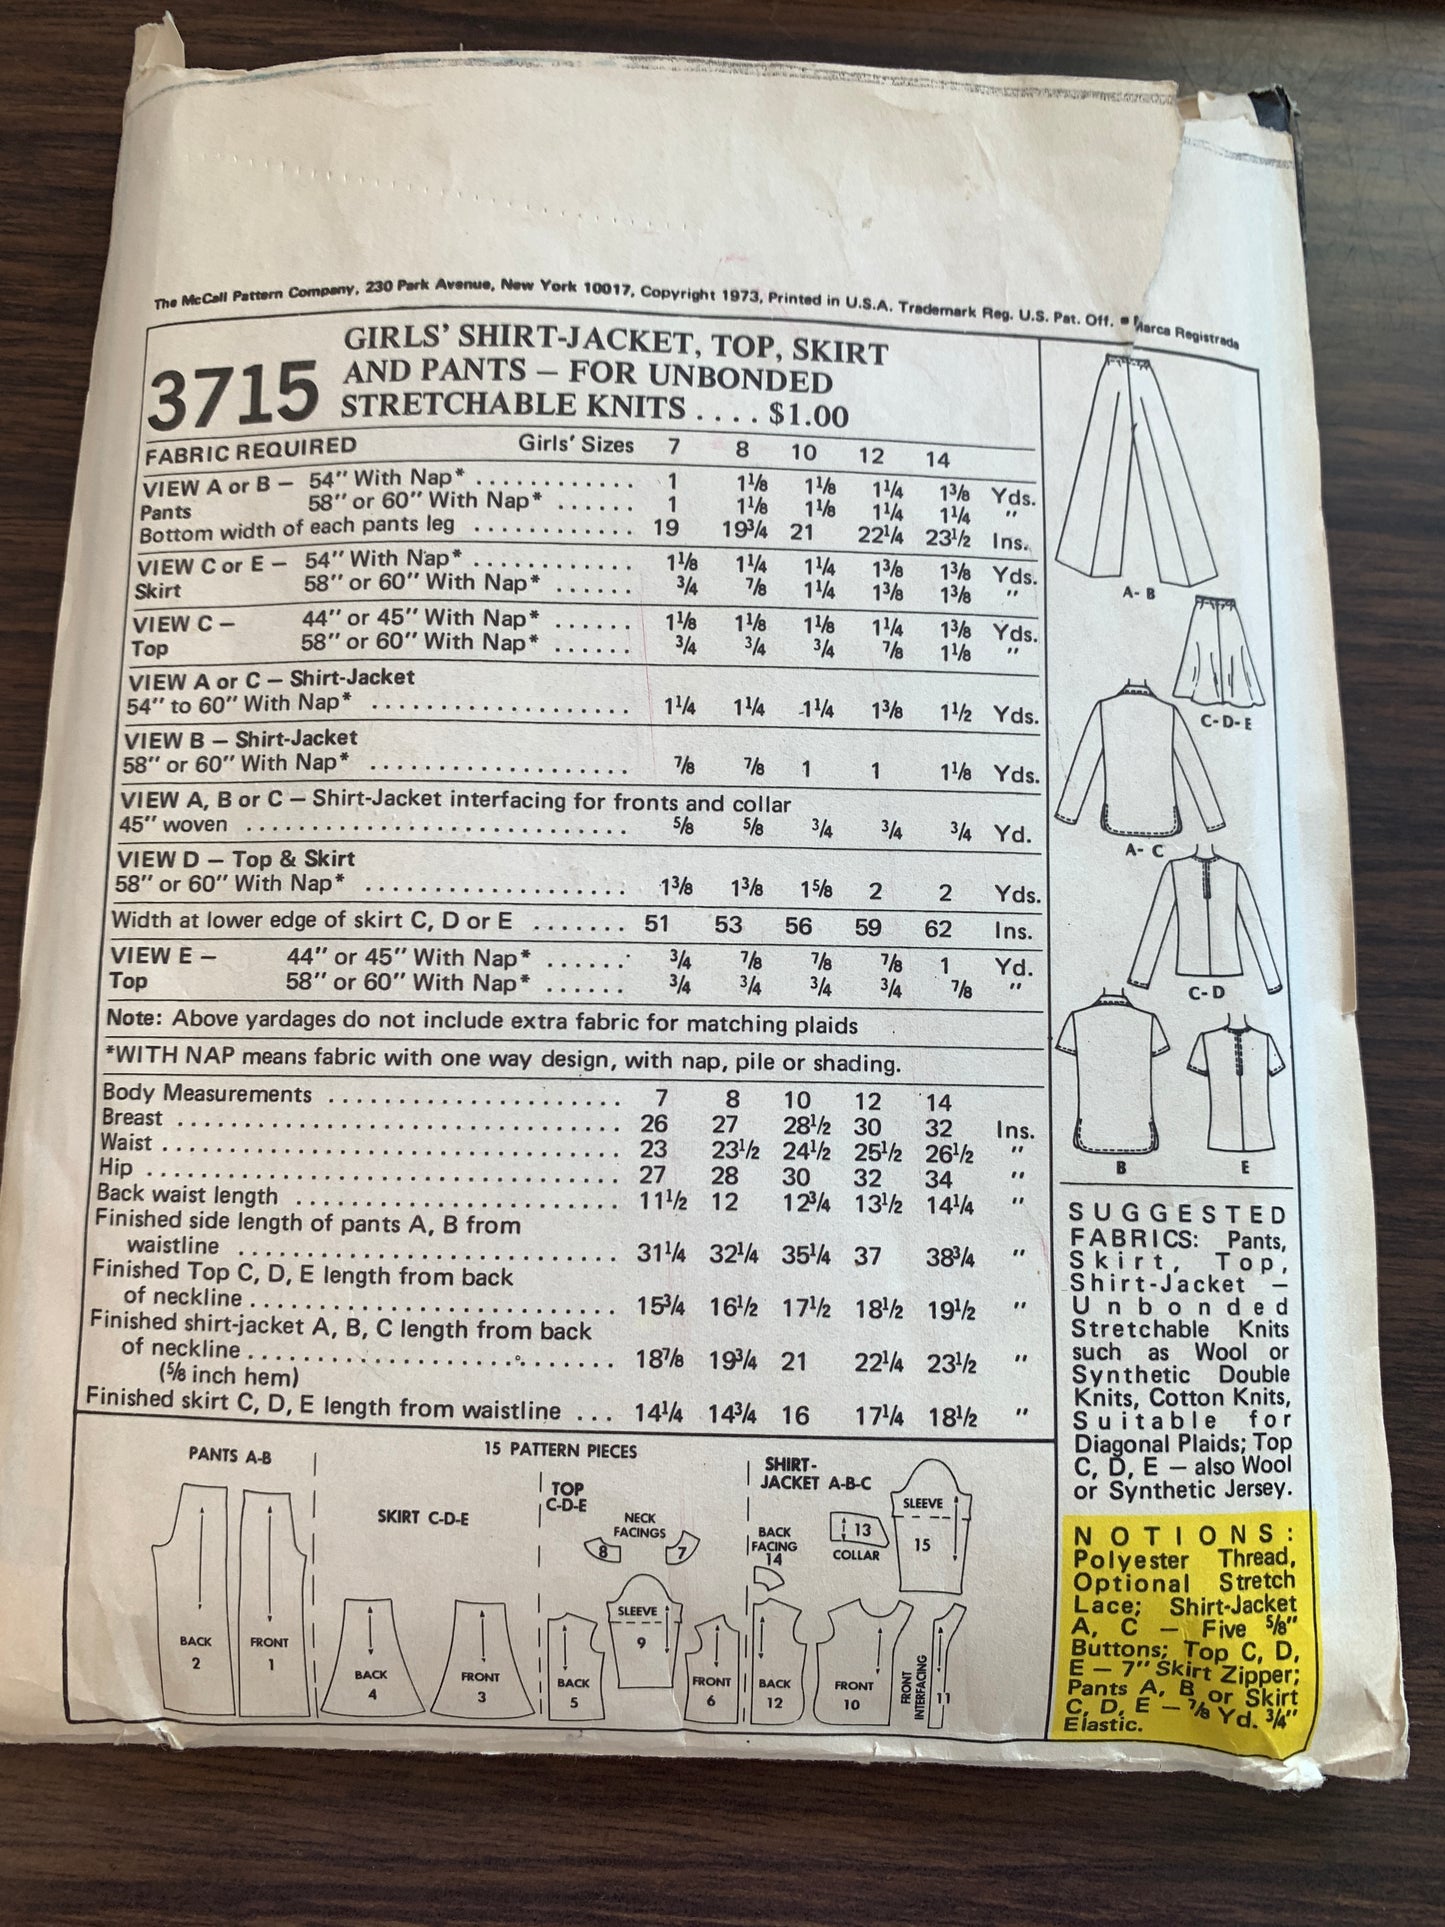 The McCall Pattern Company, 230 Park Avenue, New York 10017, Copyright 1973, Printed in U.S.A. Trademark Reg. U.S. Pat. Off. ▪ Marca Registrada
3715
GIRLS' SHIRT-JACKET, TOP, SKIRT
AND PANTS — FOR UNBONDED
STRETCHABLE KNITS . . . . $1.00
FABRIC REQUIRED Girls' Sizes 7 8 10 12 14
VIEW A or B — 54" With Nap* . . . . . . . . . . . . 1 1⅛ 1⅛ 1¼ 1⅜ Yds.
Pants 58" or 60" With Nap* . . . . . . 1 1⅛ 1⅛ 1¼ 1¼ "
Bottom width of each pants leg . . . . . . . . . . . . 19 19¾ 21 22¼ 23½ Ins.
VIEW C or E — 54" With Nap* . . . . . . . . . . . . 1⅛ 1¼ 1¼ 1⅜ 1⅜ Yds.
Skirt 58" or 60" With Nap* . . . . . . ¾ ⅞ 1¼ 1⅜ 1⅜ "
VIEW C — 44" or 45" With Nap* . . . . . . 1⅛ 1⅛ 1⅛ 1¼ 1⅜ Yds.
Top 58" or 60" With Nap* . . . . . . ¾ ¾ ¾ ⅞ 1⅛ "
VIEW A or C — Shirt-Jacket
54" to 60" With Nap* . . . . . . . . . . . . . . . . . . . . 1¼ 1¼ 1¼ 1⅜ 1½ Yds.
VIEW B — Shirt-Jacket
58" or 60" With Nap* . . . . . . . . . . . . . . . . . . . . ⅞ ⅞ 1 1 1⅛ Yds.
VIEW A, B or C — Shirt-Jacket interfacing for fronts and collar
45" woven . . . . . . . . . . . . . . . . . . . . . . . . . . . . . ⅝ ⅝ ¾ ¾ ¾ Yd.
VIEW D — Top & Skirt
58" or 60" With Nap* . . . . . . . . . . . . . . . . . . . . 1⅜ 1⅜ 1⅝ 2 2 Yds.
Width at lower edge of skirt C, D or E . . . . . . . 51 53 56 59 62 Ins.
VIEW E — 44" or 45" With Nap* . . . . . . ¾ ⅞ ⅞ ⅞ 1 Yd.
Top 58" or 60" With Nap* . . . . . . ¾ ¾ ¾ ¾ ⅞ "
Note: Above yardages do not include extra fabric for matching plaids
*WITH NAP means fabric with one way design, with nap, pile or shading.
Body Measurements . . . . . . . . . . . . . . . . . . . . . . 7 8 10 12 14
Breast . . . . . . . . . . . . . . . . . . . . . . . . . . . . . . . . . 26 27 28½ 30 32 Ins.
Waist . . . . . . . . . . . . . . . . . . . . . . . . . . . . . . . . . . 23 23½ 24½ 25½ 26½ "
Hip . . . . . . . . . . . . . . . . . . . . . . . . . . . . . . . . . . . 27 28 30 32 34 "
Back waist length . . . . . . . . . . . . . . . . . . . . . . . . 11½ 12 12¾ 13½ 14¼ "
Finished side length of pants A, B from
waistline . . . . . . . . . . . . . . . . . . . . . . . . . . . . 31¼ 32¼ 35¼ 37 38¾ "
Finished Top C, D, E length from back
of neckline . . . . . . . . . . . . . . . . . . . . . . . . . . . 15¾ 16½ 17½ 18½ 19½ "
Finished shirt-jacket A, B, C length from back
of neckline . . . . . . . . . . . . . . . . . . . . . . . . . . . 18⅞ 19¾ 21 22¼ 23½ "
(⅝ inch hem)
Finished skirt C, D, E length from waistline . . . 14¼ 14¾ 16 17¼ 18½ "
A- B
C- D- E
A- C
C- D
B
E
SUGGESTED
FABRICS: Pants,
Skirt, Top,
Shirt-Jacket —
Unbonded
Stretchable Knits
such as Wool or
Synthetic Double
Knits, Cotton Knits,
Suitable for
Diagonal Plaids; Top
C, D, E — also Wool
or Synthetic Jersey.
NOTIONS:
Polyester Thread,
Optional Stretch
Lace; Shirt-Jacket
A, C — Five ⅝"
Buttons; Top C, D,
E — 7" Skirt Zipper;
Pants A, B or Skirt
C, D, E — ⅞ Yd. ¾"
Elastic.
15 PATTERN PIECES
PANTS A-B
BACK
2
FRONT
1
SKIRT C-D-E
BACK
4
FRONT
3
TOP
C-D-E
NECK
FACINGS
8
7
SLEEVE
9
BACK
5
FRONT
6
SHIRT-
JACKET A-B-C
BACK
FACING
14
13
COLLAR
SLEEVE
15
BACK
12
FRONT
10
FRONT
INTERFACING
11